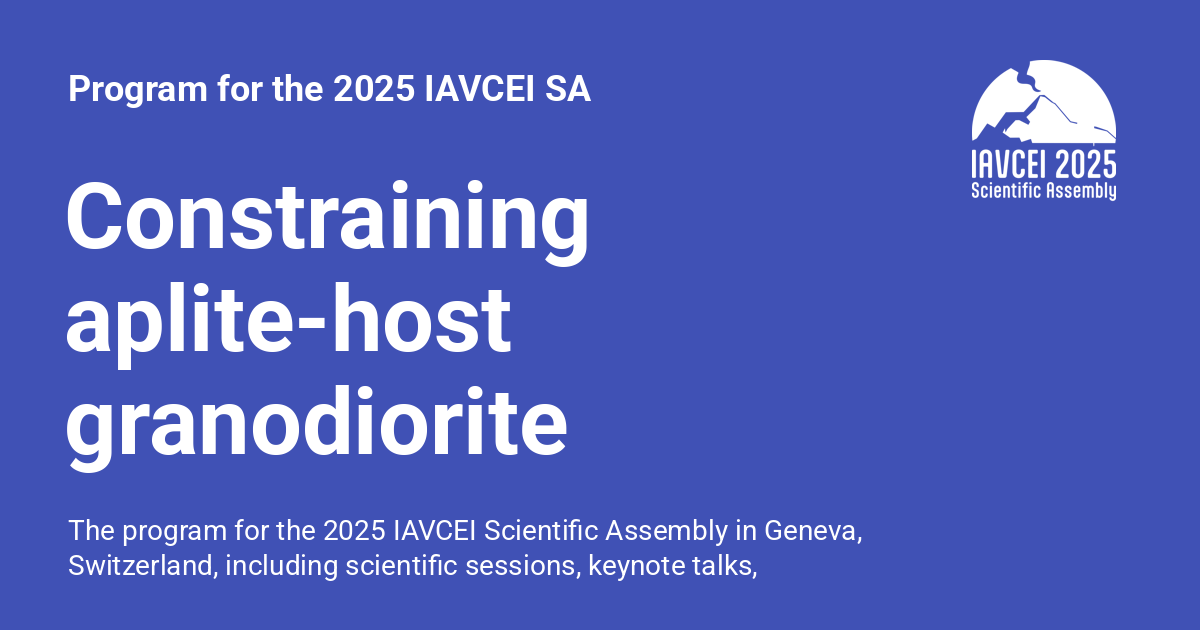 Program for the 2025 IAVCEI SA
IAVCEI 2025
Scientific Assembly
Constraining
aplite-host
granodiorite
The program for the 2025 IAVCEI Scientific Assembly in Geneva,
Switzerland, including scientific sessions, keynote talks,